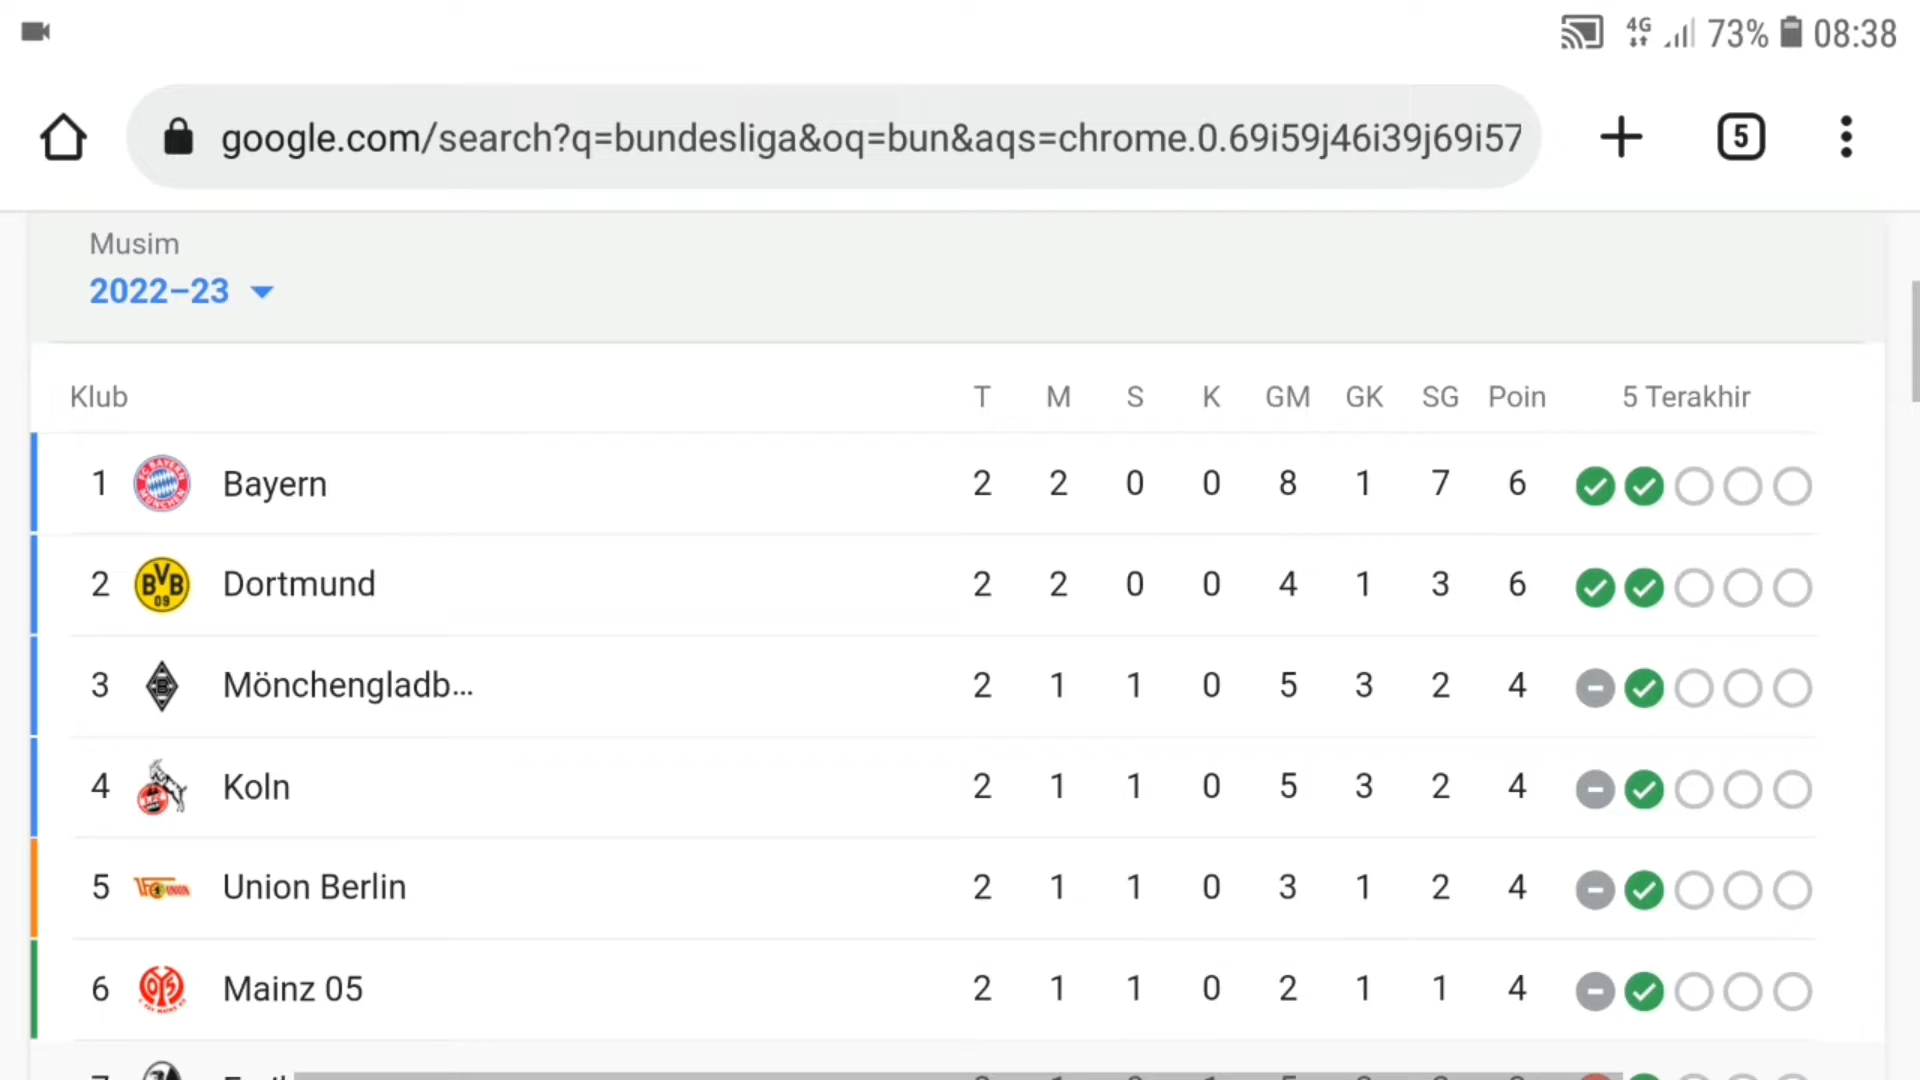 4G 73% 08:38
google.com/search?q=bundesliga&oq=bun&aqs=chrome.0.69i59j46i39j69i57
5
Musim
2022–23
Klub T M S K GM GK SG Poin 5 Terakhir
1 Bayern 2 2 0 0 8 1 7 6
2 BVB 09 Dortmund 2 2 0 0 4 1 3 6
3 Mönchengladb... 2 1 1 0 5 3 2 4
4 Koln 2 1 1 0 5 3 2 4
5 Union Berlin 2 1 1 0 3 1 2 4
6 Mainz 05 2 1 1 0 2 1 1 4